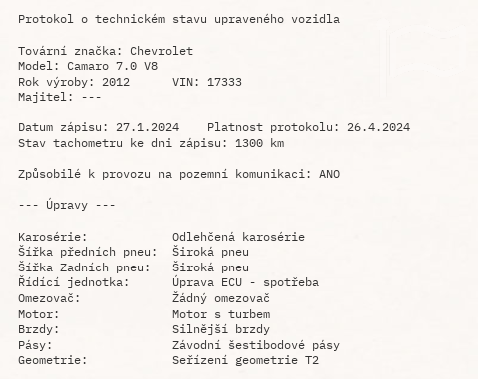 Protokol o technickém stavu upraveného vozidla
Tovární značka: Chevrolet
Model: Camaro 7.0 V8
Rok výroby: 2012 VIN: 17333
Majitel: ---
Datum zápisu: 27.1.2024 Platnost protokolu: 26.4.2024
Stav tachometru ke dni zápisu: 1300 km
Způsobilé k provozu na pozemní komunikaci: ANO
--- Úpravy ---
Karosérie: Odlehčená karosérie
Šířka předních pneu: Široká pneu
Šířka Zadních pneu: Široká pneu
Řídící jednotka: Úprava ECU - spotřeba
Omezovač: Žádný omezovač
Motor: Motor s turbem
Brzdy: Silnější brzdy
Pásy: Závodní šestibodové pásy
Geometrie: Seřízení geometrie T2